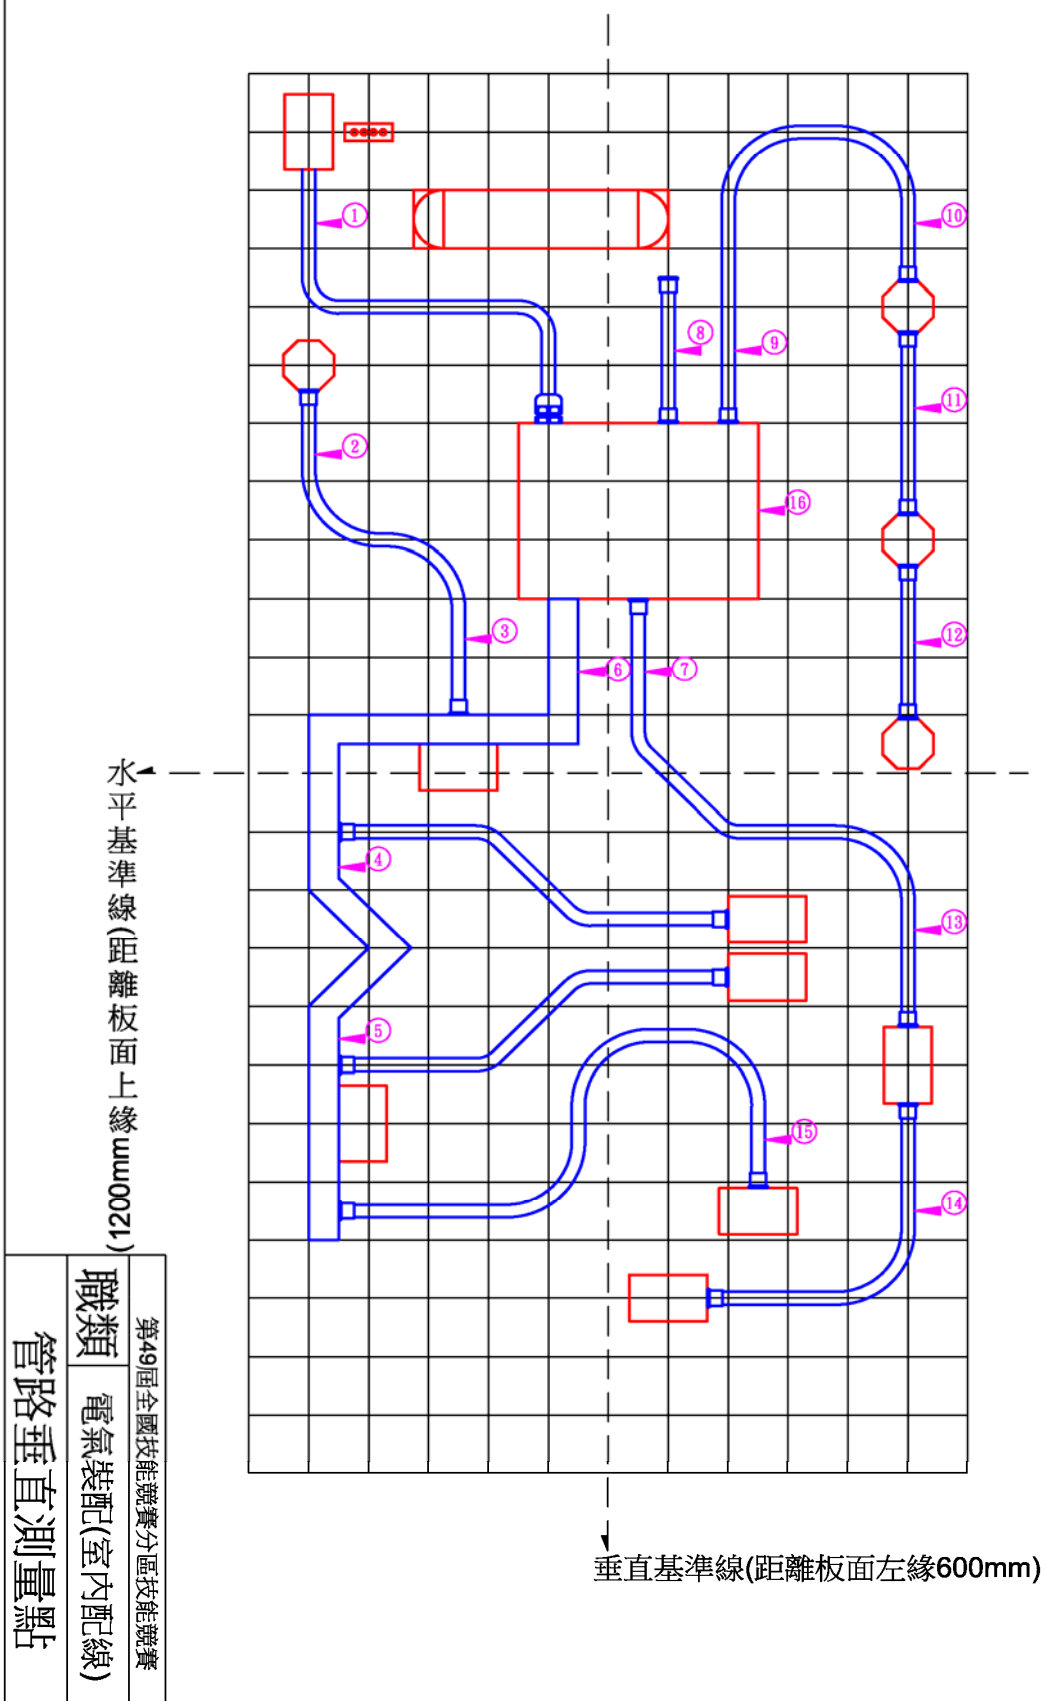 ①
⑩
⑧
⑨
⑪
②
⑯
③
⑫
⑥
⑦
水平基準線(距離板面上緣1200mm)
④
⑬
⑤
⑮
⑭
垂直基準線(距離板面左緣600mm)
第49屆全國技能競賽分區技能競賽
職類
電氣裝配(室內配線)
管路垂直測量點